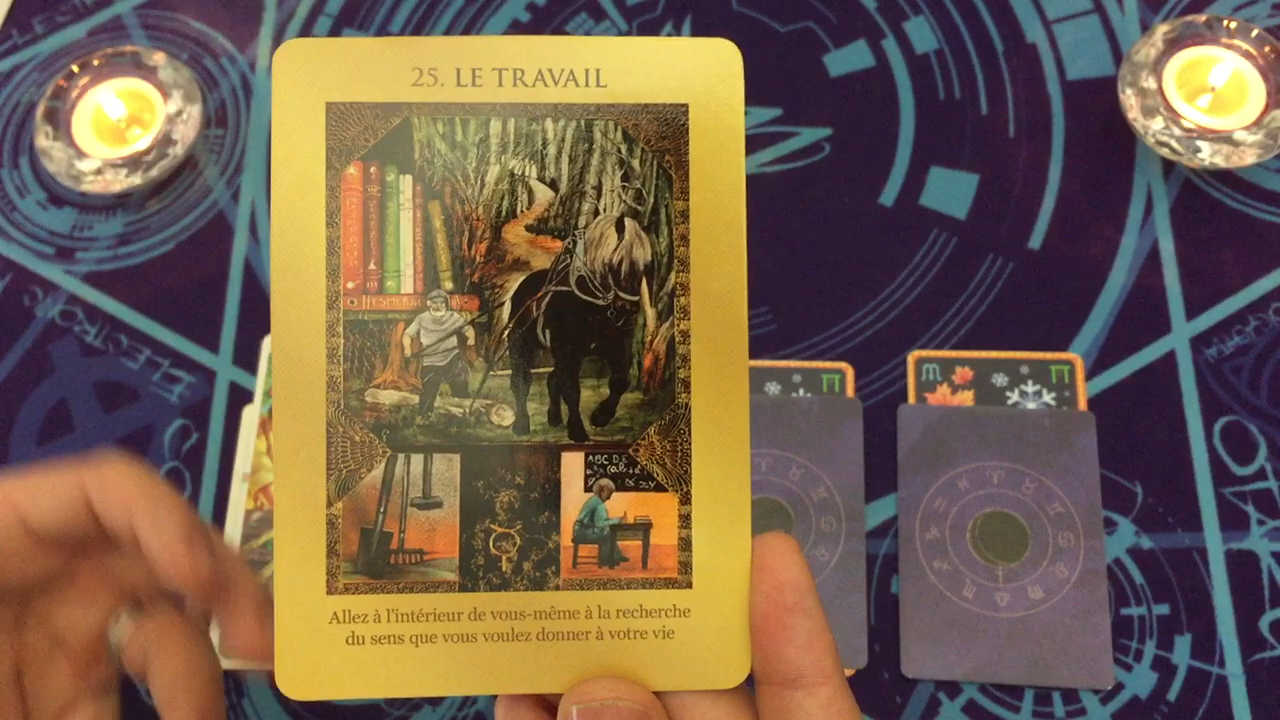 25. LE TRAVAIL
ABC D E
Allez à l'intérieur de vous-même à la recherche
du sens que vous voulez donner à votre vie